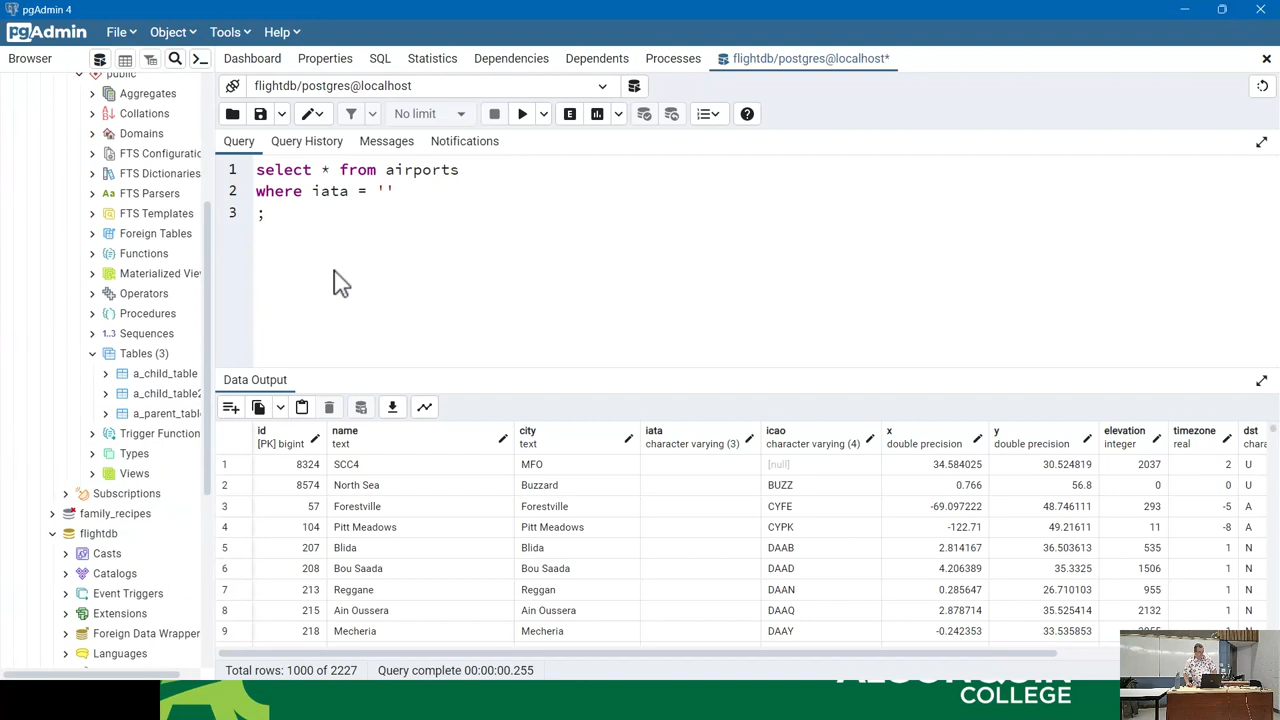 pgAdmin 4
pgAdmin File Object Tools Help
Browser Dashboard Properties SQL Statistics Dependencies Dependents Processes flightdb/postgres@localhost*
public
flightdb/postgres@localhost
Aggregates
Collations
No limit
Domains
Query Query History Messages Notifications
FTS Configuratio
FTS Dictionaries
1 select * from airports
2 where iata = ''
3 ;
FTS Parsers
FTS Templates
Foreign Tables
Functions
Materialized Vie
Operators
Procedures
Sequences
Tables (3)
a_child_table
a_child_table2
a_parent_tabl
Trigger Function
Types
Views
Subscriptions
family_recipes
flightdb
Casts
Catalogs
Event Triggers
Extensions
Foreign Data Wrapper
Languages
Data Output
id name city iata icao x y elevation timezone dst
[PK] bigint text text character varying (3) character varying (4) double precision double precision integer real chara
1 8324 SCC4 MFO [null] 34.584025 30.524819 2037 2 U
2 8574 North Sea Buzzard BUZZ 0.766 56.8 0 0 U
3 57 Forestville Forestville CYFE -69.097222 48.746111 293 -5 A
4 104 Pitt Meadows Pitt Meadows CYPK -122.71 49.21611 11 -8 A
5 207 Blida Blida DAAB 2.814167 36.503613 535 1 N
6 208 Bou Saada Bou Saada DAAD 4.206389 35.3325 1506 1 N
7 213 Reggane Reggan DAAN 0.285647 26.710103 955 1 N
8 215 Ain Oussera Ain Oussera DAAQ 2.878714 35.525414 2132 1 N
9 218 Mecheria Mecheria DAAY -0.242353 33.535853
Total rows: 1000 of 2227 Query complete 00:00:00.255
ALGONQUIN
COLLEGE